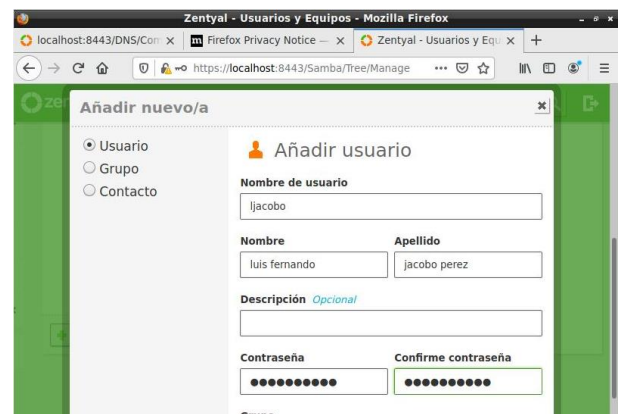 Zentyal - Usuarios y Equipos - Mozilla Firefox
localhost:8443/DNS/Com
Firefox Privacy Notice —
Zentyal - Usuarios y Equ
https://localhost:8443/Samba/Tree/Manage
zen
Añadir nuevo/a
Usuario
Grupo
Contacto
Añadir usuario
Nombre de usuario
ljacobo
Nombre Apellido
luis fernando jacobo perez
Descripción Opcional
Contraseña Confirme contraseña